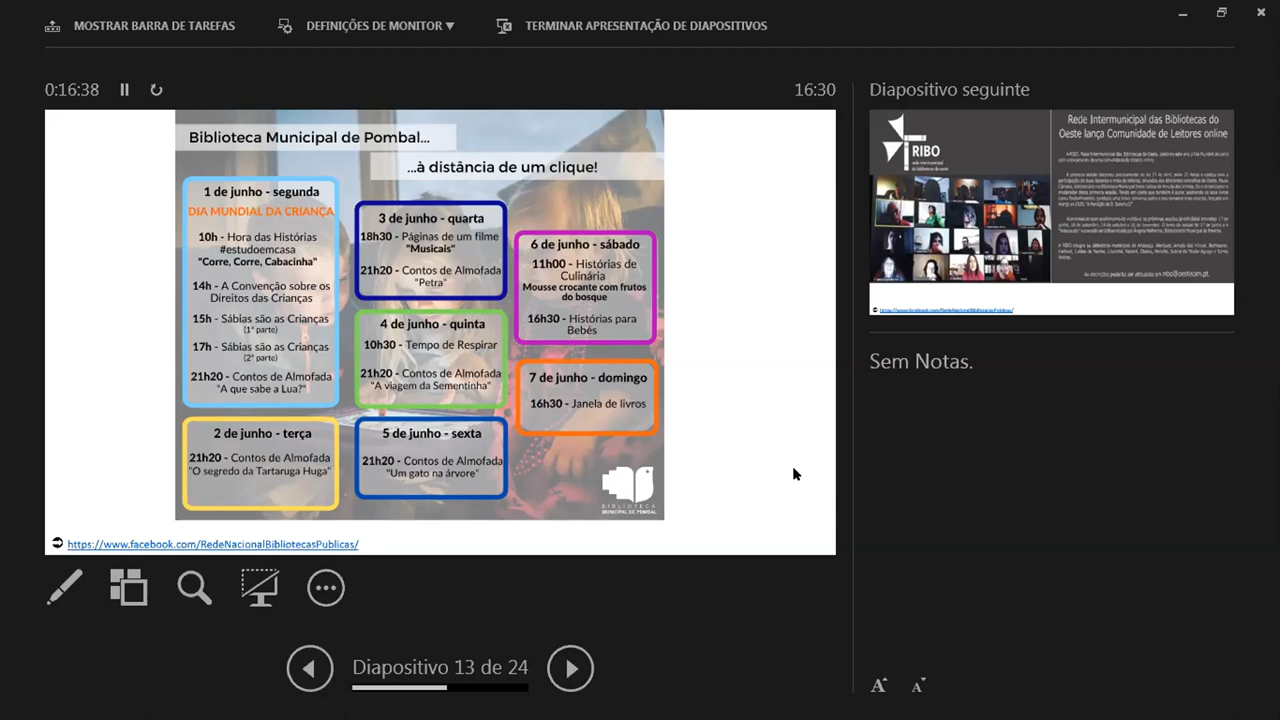 MOSTRAR BARRA DE TAREFAS
DEFINIÇÕES DE MONITOR ▼
TERMINAR APRESENTAÇÃO DE DIAPOSITIVOS
0:16:38
16:30
Biblioteca Municipal de Pombal...
...à distância de um clique!
1 de junho - segunda
DIA MUNDIAL DA CRIANÇA
10h - Hora das Histórias
#estudoemcasa
"Corre, Corre, Cabacinha"
14h - A Convenção sobre os
Direitos das Crianças
15h - Sábias são as Crianças
(1ª parte)
17h - Sábias são as Crianças
(2ª parte)
21h20 - Contos de Almofada
"A que sabe a Lua?"
2 de junho - terça
21h20 - Contos de Almofada
"O segredo da Tartaruga Huga"
3 de junho - quarta
18h30 - Páginas de um filme
"Musicais"
21h20 - Contos de Almofada
"Petra"
4 de junho - quinta
10h30 - Tempo de Respirar
21h20 - Contos de Almofada
"A viagem da Sementinha"
5 de junho - sexta
21h20 - Contos de Almofada
"Um gato na árvore"
6 de junho - sábado
11h00 - Histórias de
Culinária
Mousse crocante com frutos
do bosque
16h30 - Histórias para
Bebés
7 de junho - domingo
16h30 - Janela de livros
BIBLIOTECA
MUNICIPAL DE POMBAL
https://www.facebook.com/RedeNacionalBibliotecasPublicas/
Diapositivo 13 de 24
Diapositivo seguinte
RIBO
Rede Intermunicipal das Bibliotecas do
Oeste lança Comunidade de Leitores online
https://www.facebook.com/RedeNacionalBibliotecasPublicas/
Sem Notas.
A A